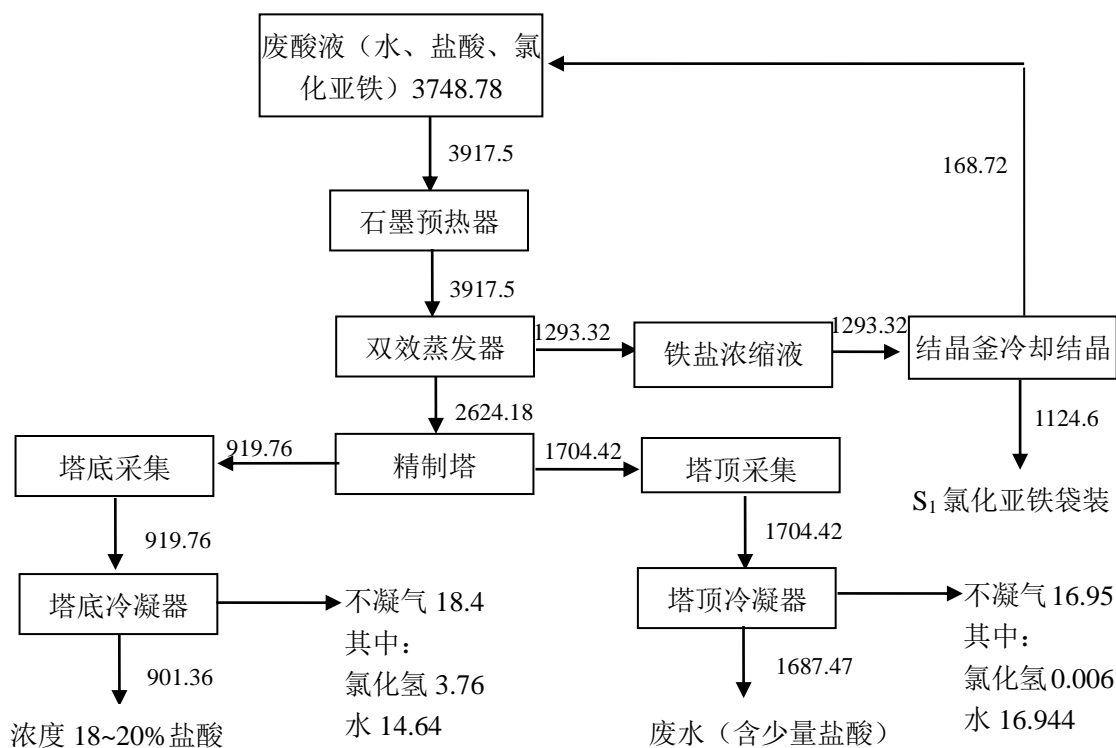 废酸液（水、盐酸、氯
化亚铁）3748.78
3917.5
168.72
石墨预热器
3917.5
双效蒸发器
1293.32
铁盐浓缩液
1293.32
结晶釜冷却结晶
2624.18
1124.6
塔底采集
919.76
精制塔
1704.42
塔顶采集
S₁ 氯化亚铁袋装
919.76
1704.42
塔底冷凝器
不凝气 18.4
其中：
氯化氢 3.76
水 14.64
塔顶冷凝器
不凝气 16.95
其中：
氯化氢 0.006
水 16.944
901.36
1687.47
浓度 18~20% 盐酸
废水（含少量盐酸）